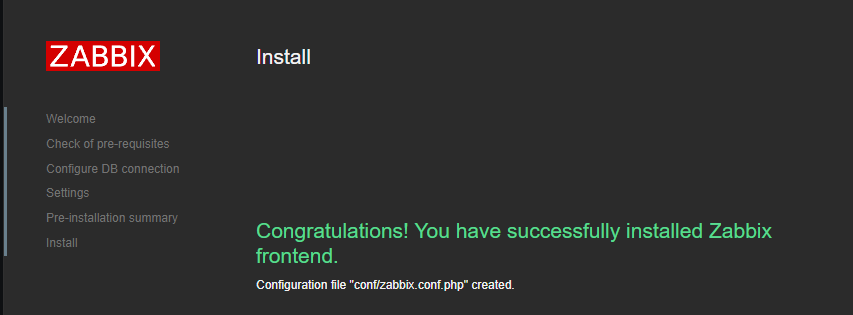 ZABBIX
Install
Welcome
Check of pre-requisites
Configure DB connection
Settings
Pre-installation summary
Install
Congratulations! You have successfully installed Zabbix
frontend.
Configuration file "conf/zabbix.conf.php" created.